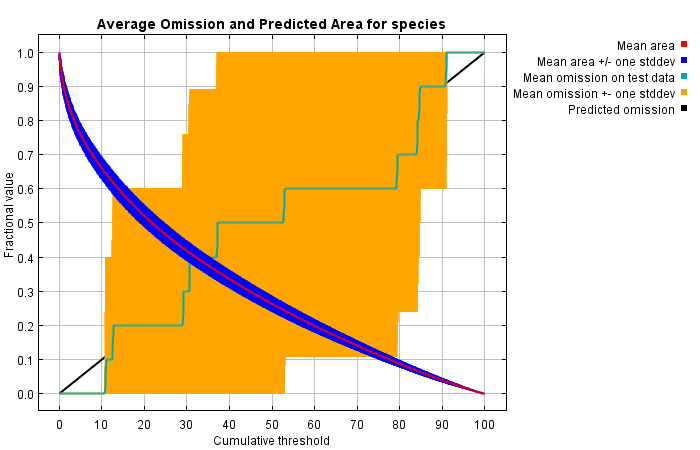 Average Omission and Predicted Area for species
Mean area
Mean area +/- one stddev
Mean omission on test data
Mean omission +- one stddev
Predicted omission
Fractional value
1.0
0.9
0.8
0.7
0.6
0.5
0.4
0.3
0.2
0.1
0.0
0 10 20 30 40 50 60 70 80 90 100
Cumulative threshold